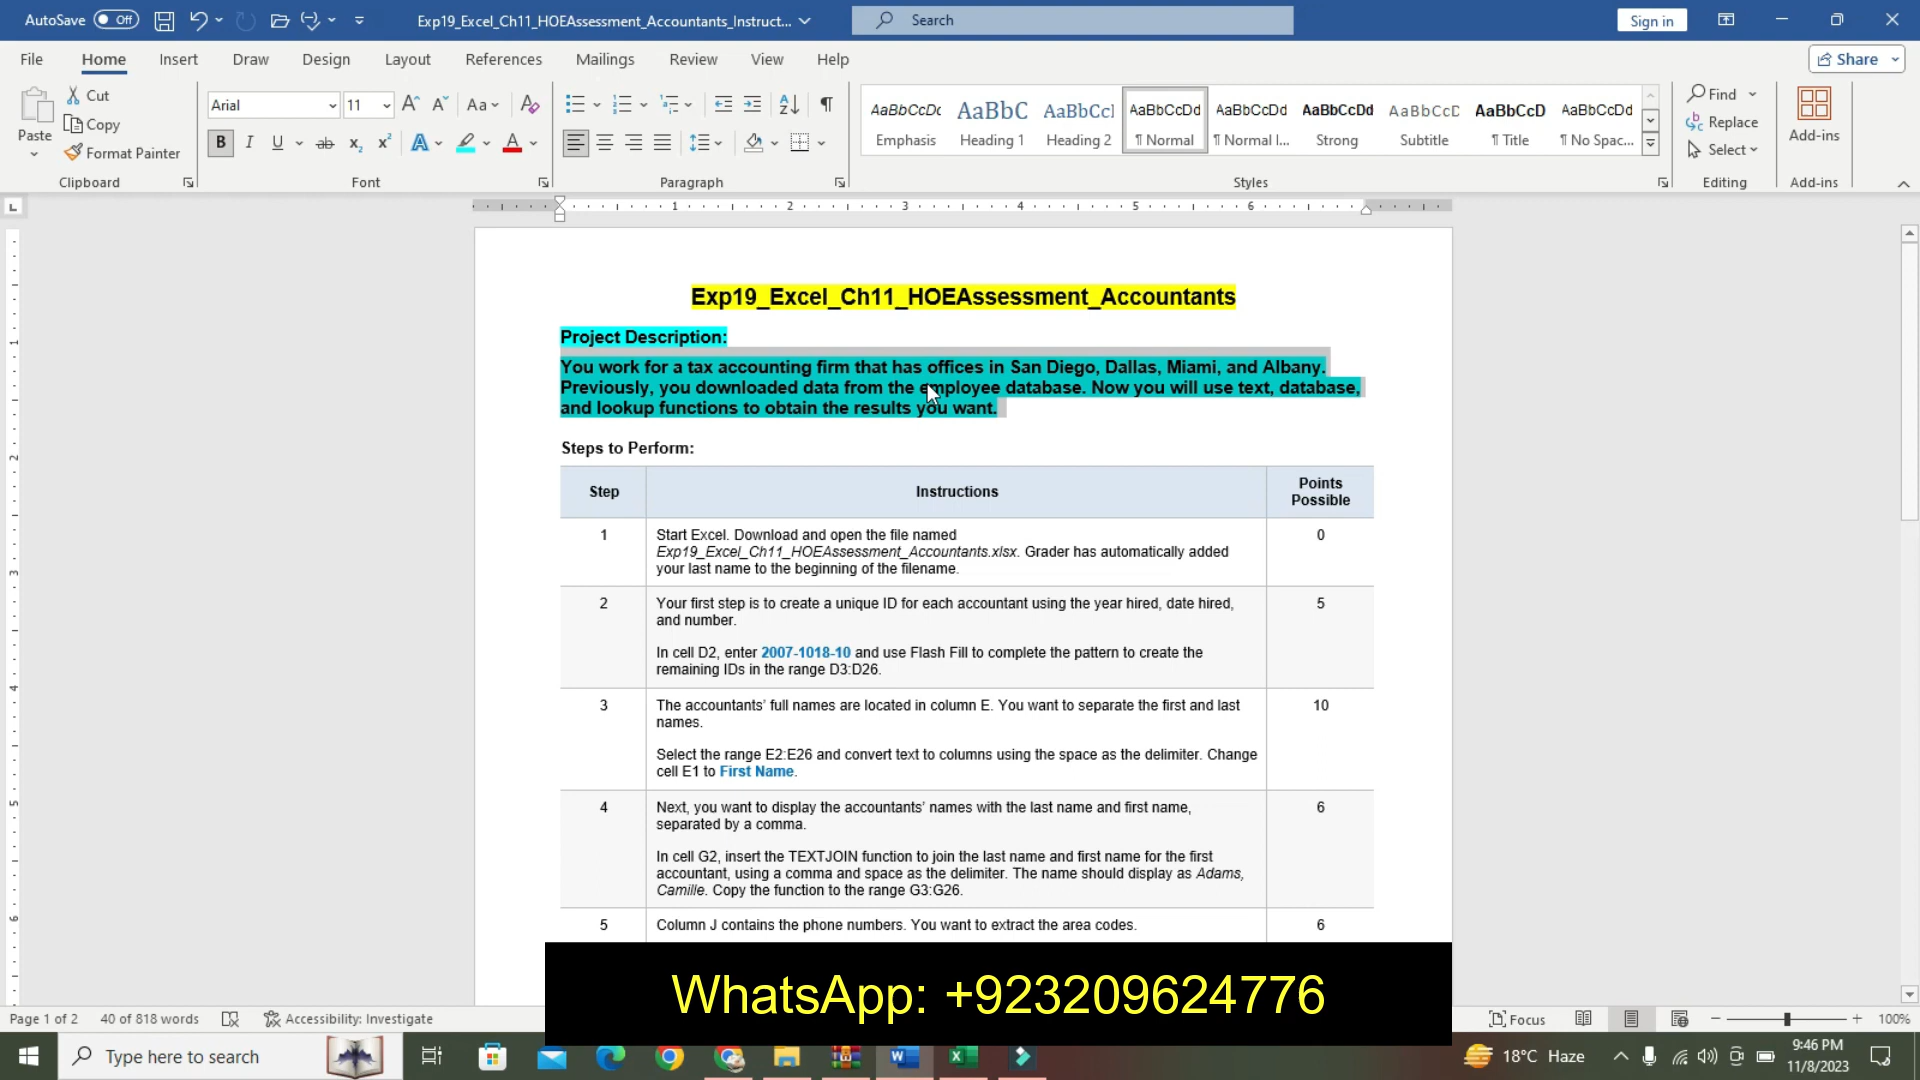 AutoSave Off Exp19_Excel_Ch11_HOEAssessment_Accountants_Instruct... Search Sign in
File Home Insert Draw Design Layout References Mailings Review View Help Share
Paste
Cut
Copy
Format Painter
Clipboard
Arial 11
Font
Paragraph
AaBbCcDc AaBbC AaBbCcI AaBbCcDd AaBbCcDd AaBbCcDd AaBbCcC AaBbCcD AaBbCcDd
Emphasis Heading 1 Heading 2 ¶ Normal ¶ Normal I... Strong Subtitle ¶ Title ¶ No Spac...
Styles
Find
Replace
Select
Editing
Add-ins
Add-ins
1 2 3 4 5 6
Exp19_Excel_Ch11_HOEAssessment_Accountants
Project Description:
You work for a tax accounting firm that has offices in San Diego, Dallas, Miami, and Albany.
Previously, you downloaded data from the employee database. Now you will use text, database,
and lookup functions to obtain the results you want.
Steps to Perform:
Step Instructions Points Possible
1 Start Excel. Download and open the file named 0
Exp19_Excel_Ch11_HOEAssessment_Accountants.xlsx. Grader has automatically added
your last name to the beginning of the filename.
2 Your first step is to create a unique ID for each accountant using the year hired, date hired, 5
and number.
In cell D2, enter 2007-1018-10 and use Flash Fill to complete the pattern to create the
remaining IDs in the range D3:D26.
3 The accountants' full names are located in column E. You want to separate the first and last 10
names.
Select the range E2:E26 and convert text to columns using the space as the delimiter. Change
cell E1 to First Name.
4 Next, you want to display the accountants' names with the last name and first name, 6
separated by a comma.
In cell G2, insert the TEXTJOIN function to join the last name and first name for the first
accountant, using a comma and space as the delimiter. The name should display as Adams,
Camille. Copy the function to the range G3:G26.
5 Column J contains the phone numbers. You want to extract the area codes. 6
WhatsApp: +923209624776
Page 1 of 2 40 of 818 words Accessibility: Investigate Focus 100%
Type here to search 18°C Haze 9:46 PM
11/8/2023